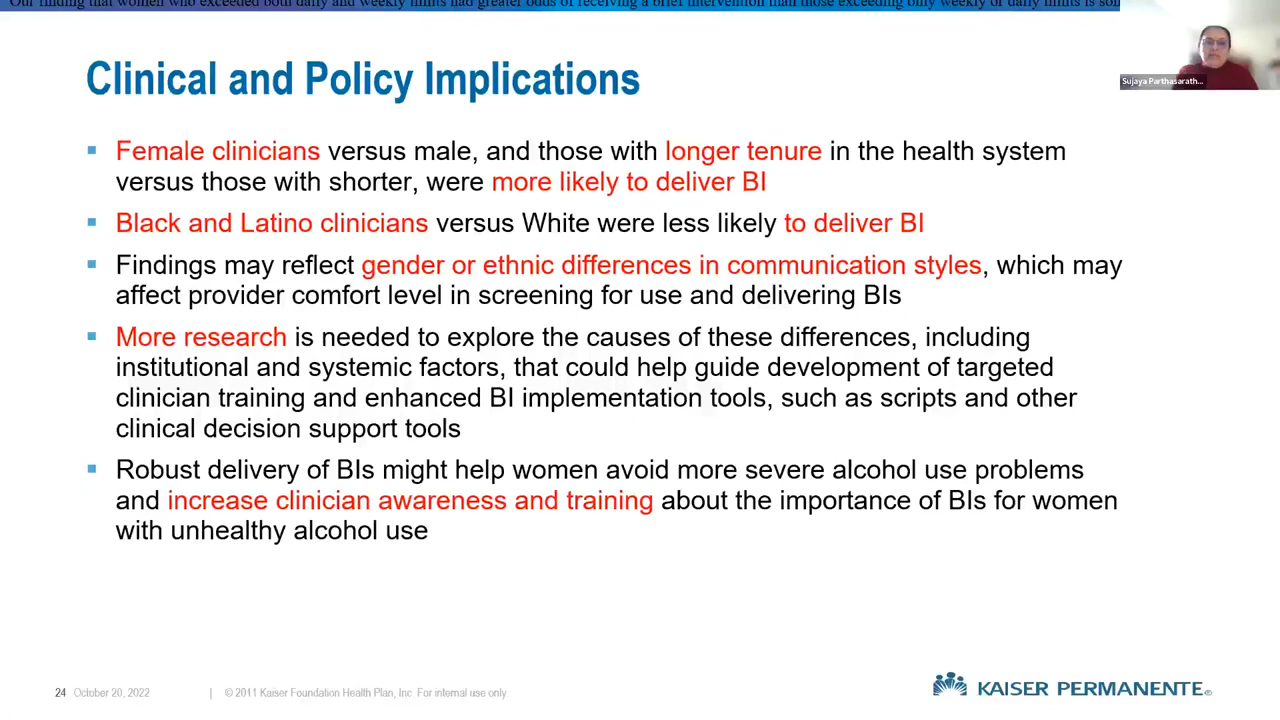 Our finding that women who exceeded both daily and weekly limits had greater odds of receiving a brief intervention than those exceeding only weekly or daily limits is
Sujaya Parthasarath...
Clinical and Policy Implications
Female clinicians versus male, and those with longer tenure in the health system
versus those with shorter, were more likely to deliver BI
Black and Latino clinicians versus White were less likely to deliver BI
Findings may reflect gender or ethnic differences in communication styles, which may
affect provider comfort level in screening for use and delivering BIs
More research is needed to explore the causes of these differences, including
institutional and systemic factors, that could help guide development of targeted
clinician training and enhanced BI implementation tools, such as scripts and other
clinical decision support tools
Robust delivery of BIs might help women avoid more severe alcohol use problems
and increase clinician awareness and training about the importance of BIs for women
with unhealthy alcohol use
24 October 20, 2022 | © 2011 Kaiser Foundation Health Plan, Inc. For internal use only.
KAISER PERMANENTE®